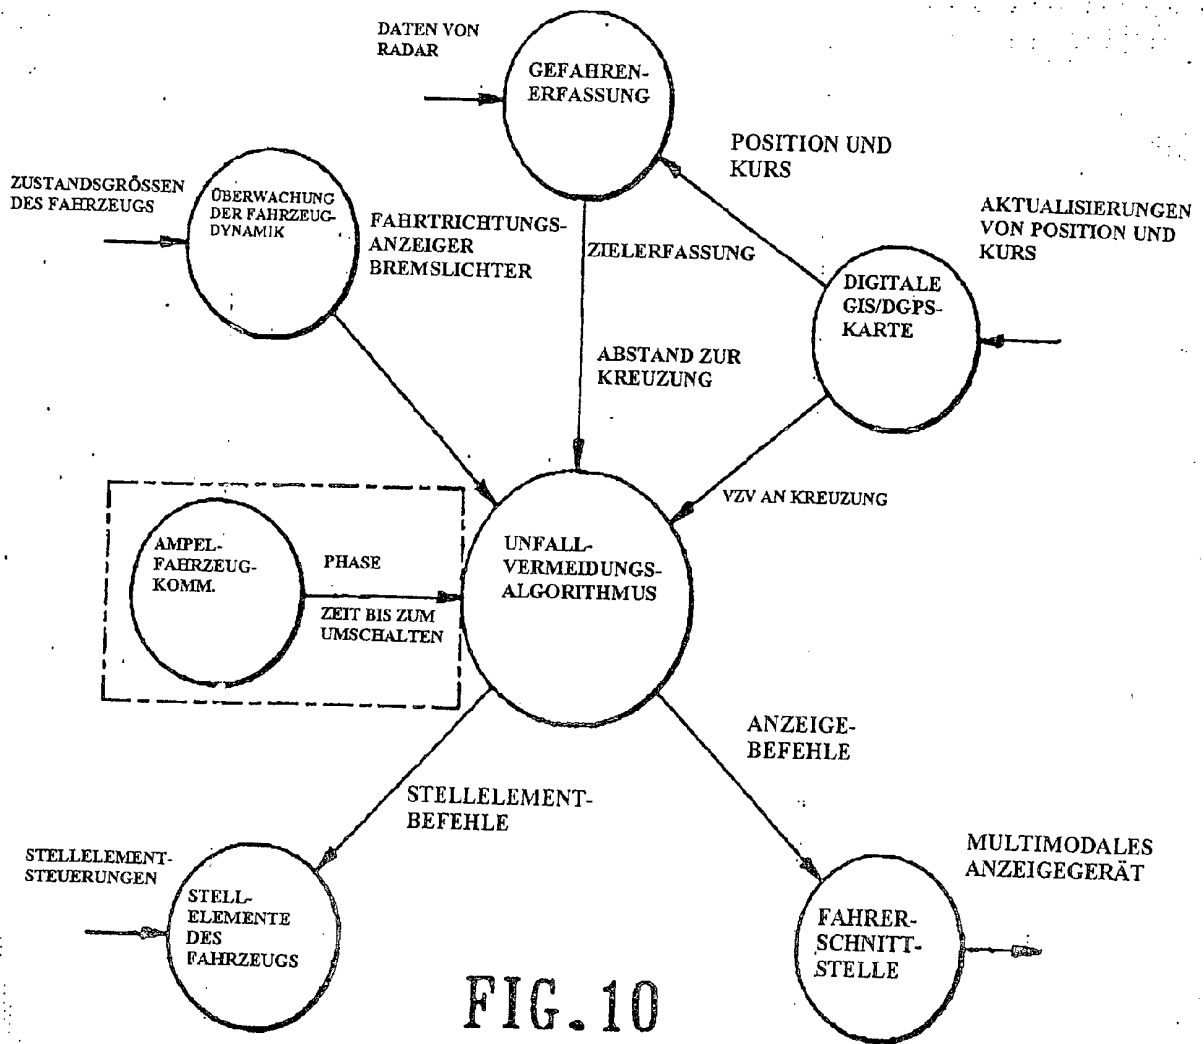 DATEN VON
RADAR
GEFAHREN-
ERFASSUNG
POSITION UND
KURS
ZUSTANDSGRÖSSEN
DES FAHRZEUGS
ÜBERWACHUNG
DER FAHRZEUG-
DYNAMIK
FAHRTRICHTUNGS-
ANZEIGER
BREMSLICHTER
ZIELERFASSUNG
AKTUALISIERUNGEN
VON POSITION UND
KURS
DIGITALE
GIS/DGPS-
KARTE
ABSTAND ZUR
KREUZUNG
VZV AN KREUZUNG
AMPEL-
FAHRZEUG-
KOMM.
PHASE
ZEIT BIS ZUM
UMSCHALTEN
UNFALL-
VERMEIDUNGS-
ALGORITHMUS
ANZEIGE-
BEFEHLE
STELLELEMENT-
BEFEHLE
STELLELEMENT-
STEUERUNGEN
STELL-
ELEMENTE
DES
FAHRZEUGS
MULTIMODALES
ANZEIGEGERÄT
FAHRER-
SCHNITT-
STELLE
FIG.10